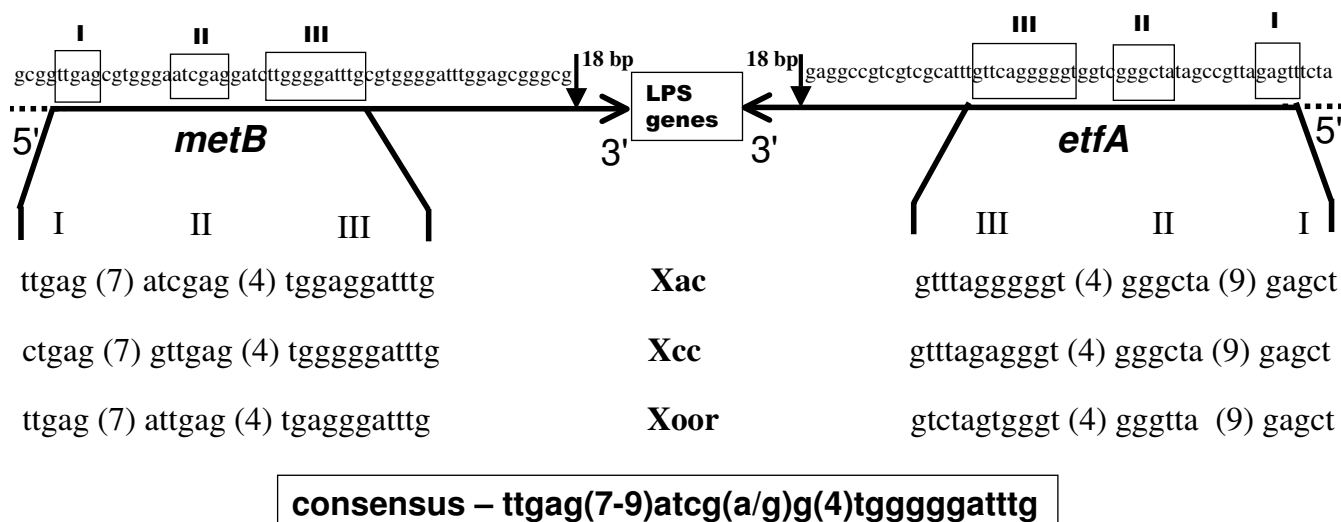 I II III III II I
gcggttgagcgtgggaatcgaggatcttggggatttgcgtggggatttggagcgggcg 18 bp 18 bp gaggccgtcgtcgcatttgttcagggggtggtcgggctatagccgttagagtttcta
LPS
genes
5' metB 3' 3' etfA 5'
I II III III II I
ttgag (7) atcgag (4) tggaggatttg Xac gtttagggggt (4) gggcta (9) gagct
ctgag (7) gttgag (4) tgggggatttg Xcc gtttagagggt (4) gggcta (9) gagct
ttgag (7) attgag (4) tgagggatttg Xoor gtctagtgggt (4) gggtta (9) gagct
consensus – ttgag(7-9)atcg(a/g)g(4)tgggggatttg